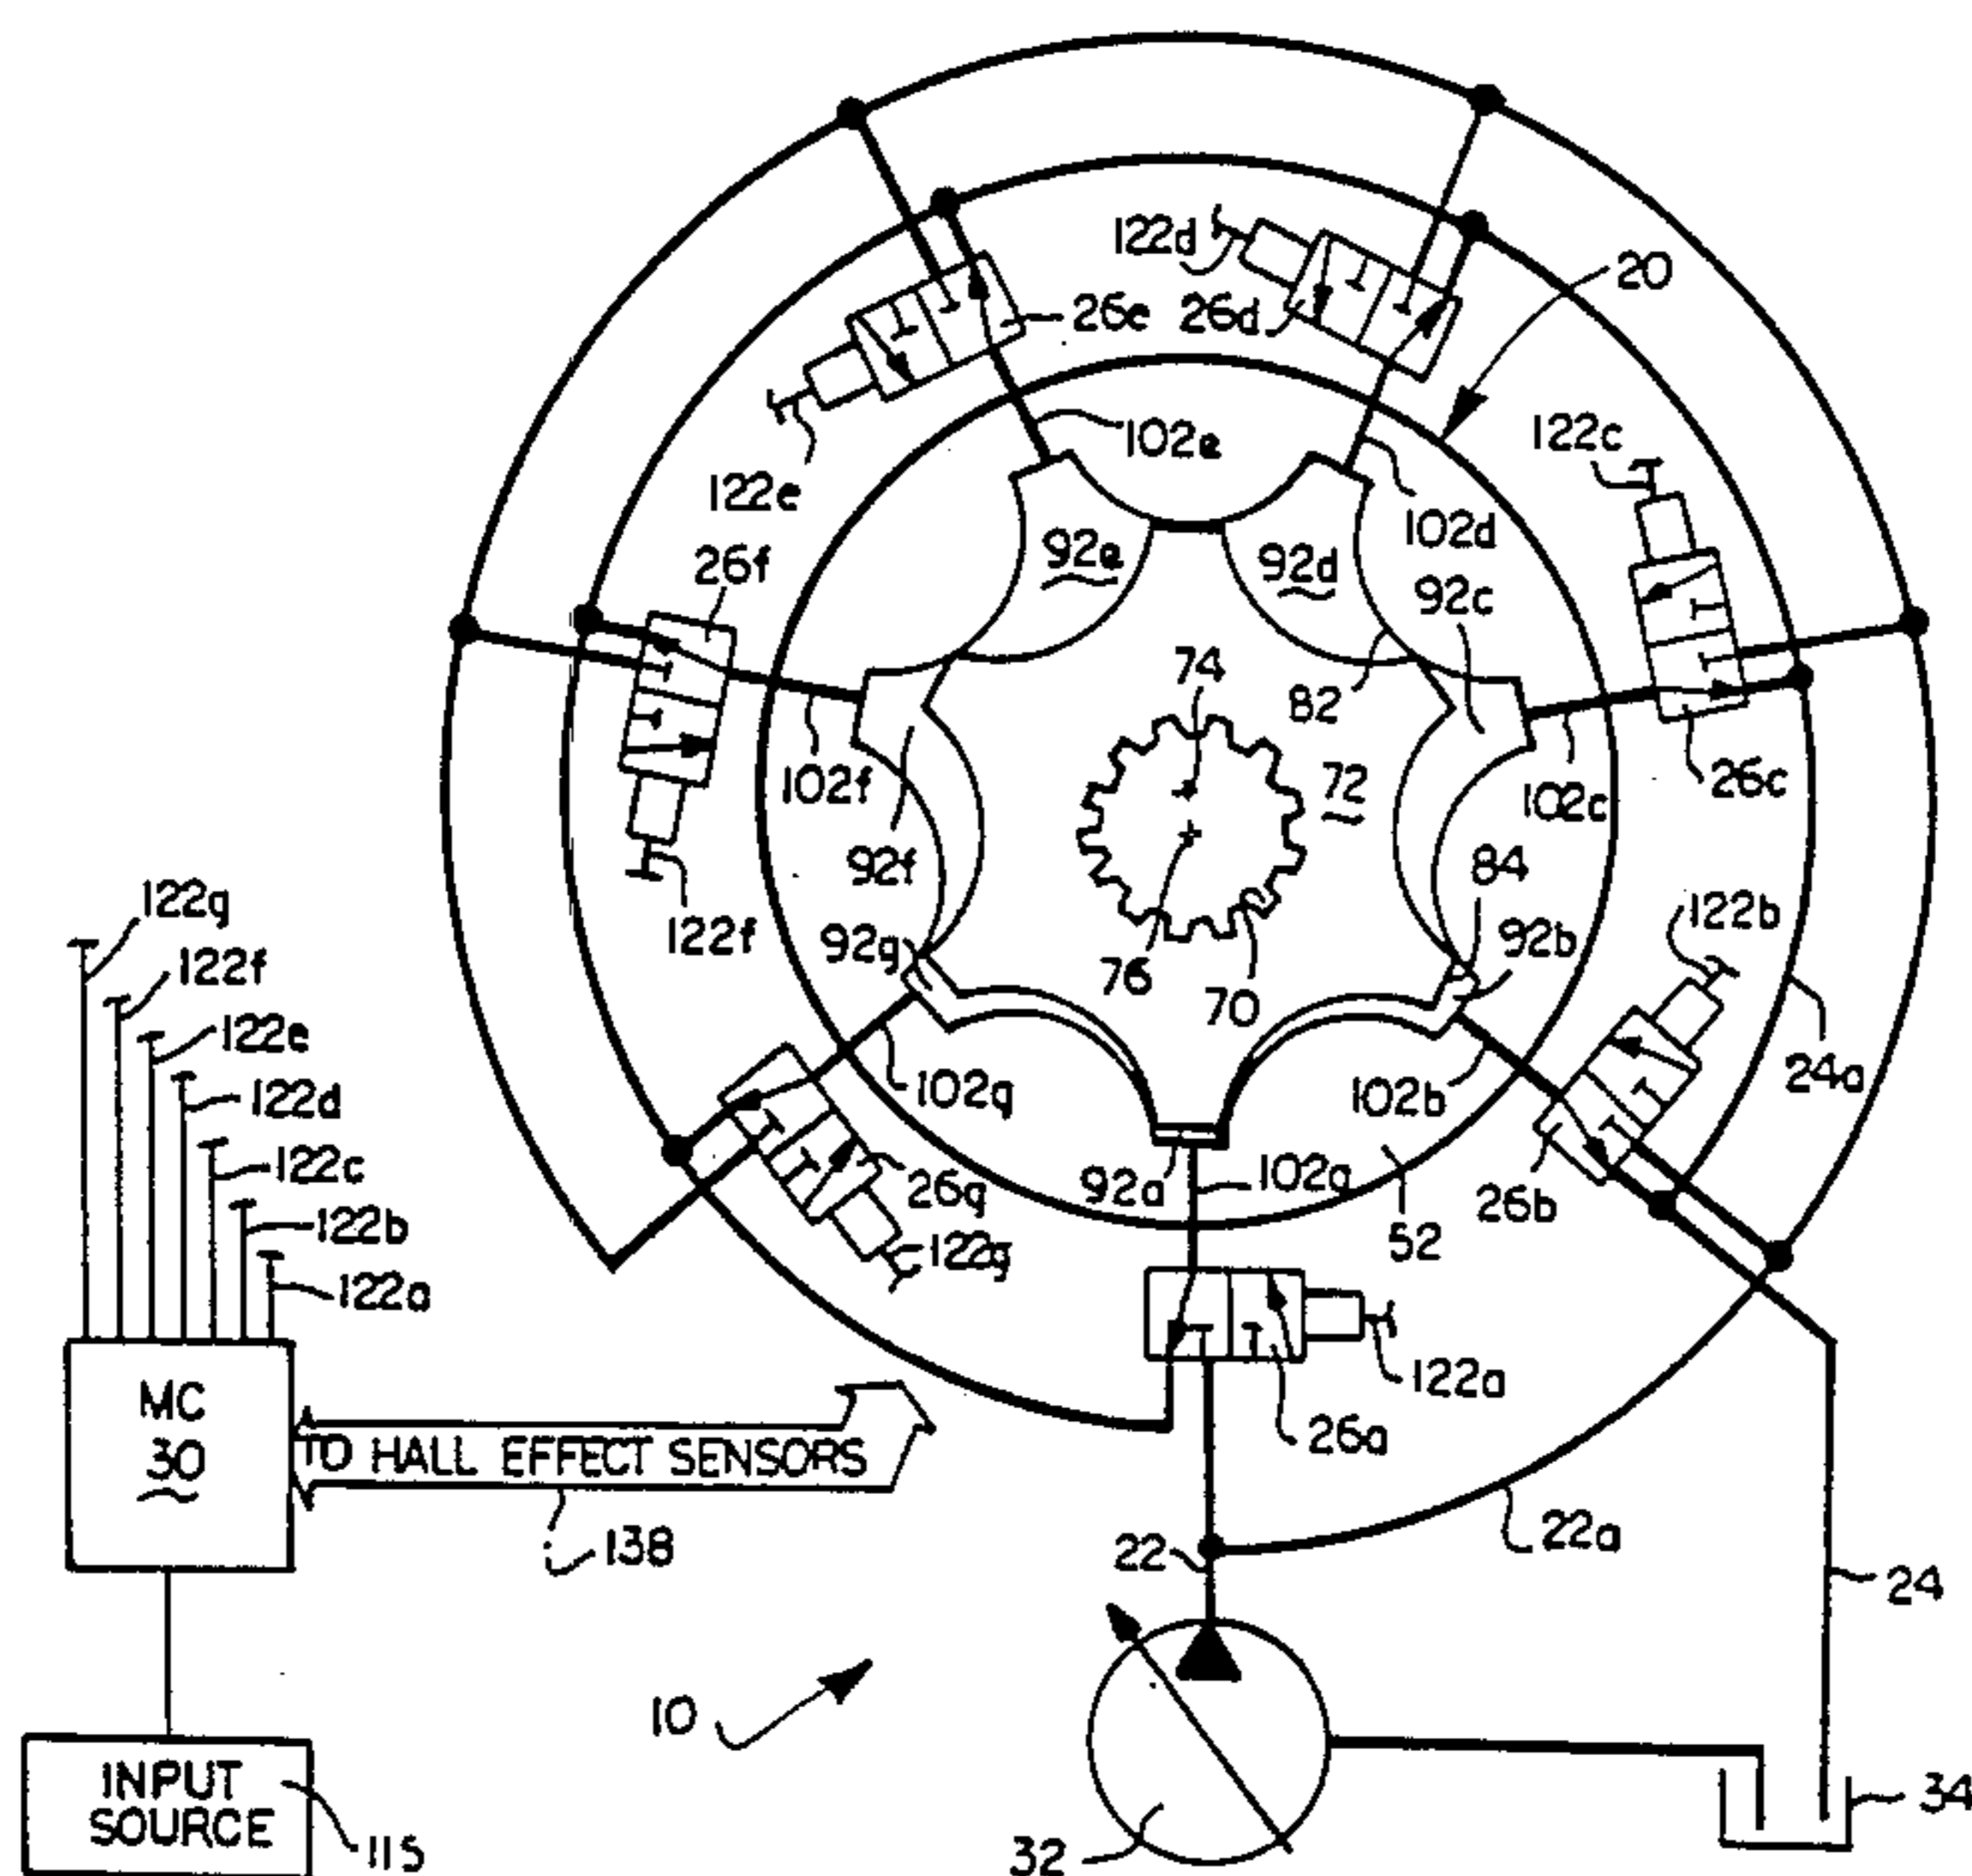 20
122d
26e
26d
122c
102e
122e
102d
92e
92d
92c
26f
74
82
72
102f
102c
26c
84
122g
92f
122b
122f
92g
92b
122f
76
70
122e
24a
122d
102g
102b
122c
26g
92a
102a
26b
122b
52
122g
122a
122a
MC
30
TO HALL EFFECT SENSORS
26a
138
22
22a
24
10
INPUT
SOURCE
34
115
32